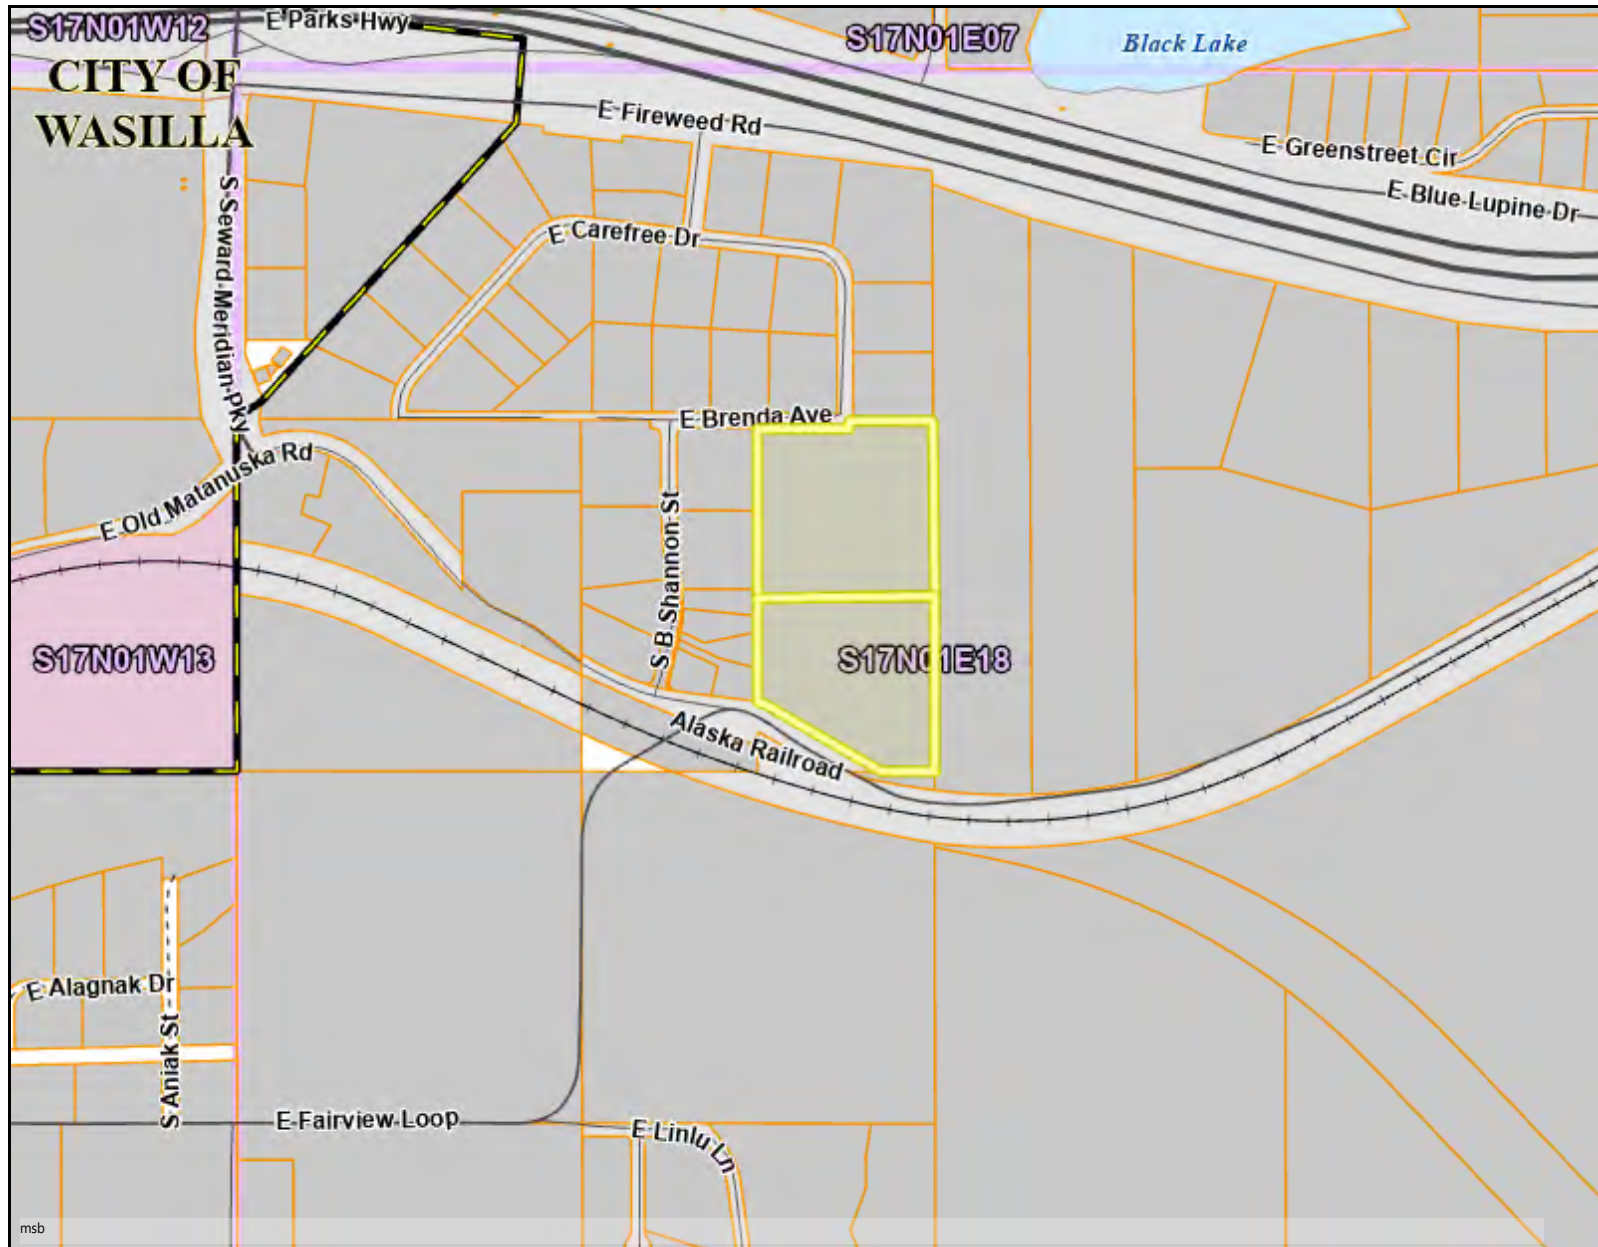 S17N01W12
E Parks Hwy
S17N01E07
Black Lake
CITY OF
WASILLA
E Fireweed Rd
E Greenstreet Cir
E Blue Lupine Dr
S Seward Meridian Pky
E Carefree Dr
E Brenda Ave
E Old Matanuska Rd
S B Shannon St
S17N01W13
S17N01E18
Alaska Railroad
E Alagnak Dr
S Aniak St
E Fairview Loop
E Linlu Ln
msb